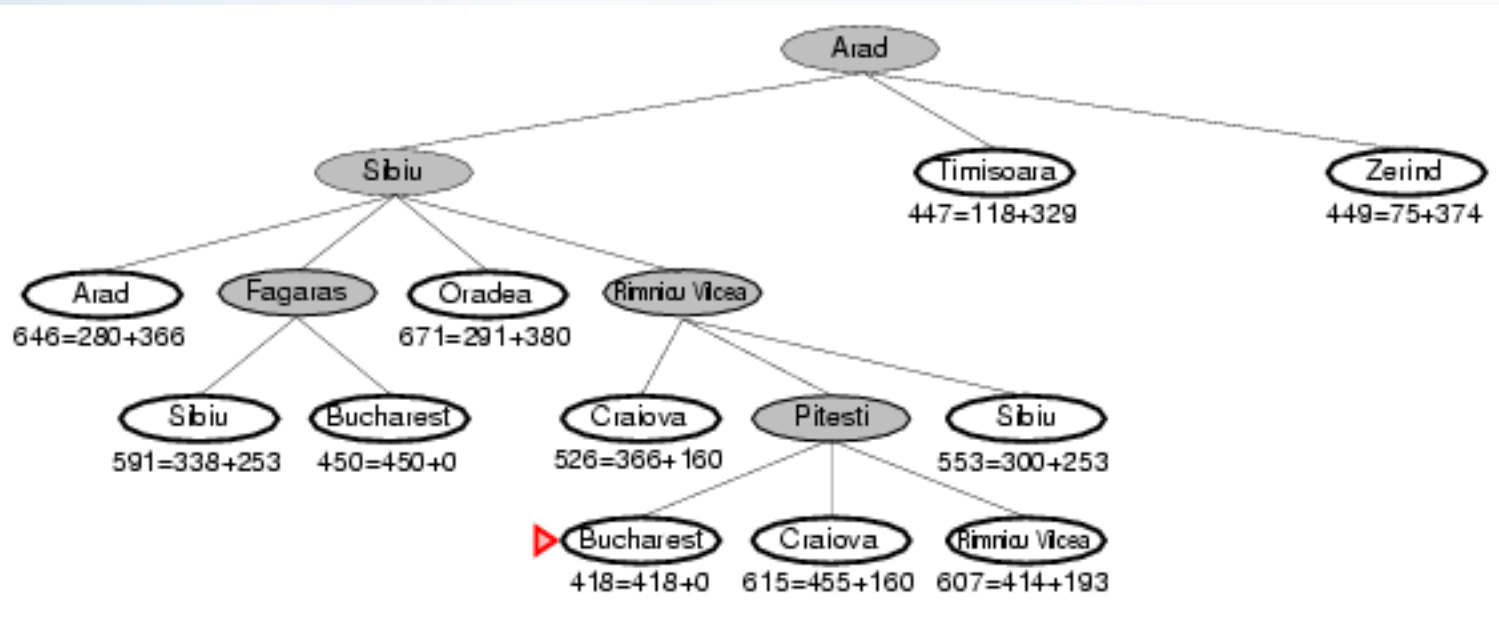 Arad
Sibiu
Timisoara
Zerind
447=118+329
449=75+374
Arad
Fagaras
Oradea
Rimnicu Vilcea
646=280+366
671=291+380
Sibiu
Bucharest
Craiova
Pitesti
Sibiu
591=338+253
450=450+0
526=366+160
553=300+253
Bucharest
Craiova
Rimnicu Vilcea
418=418+0
615=455+160
607=414+193